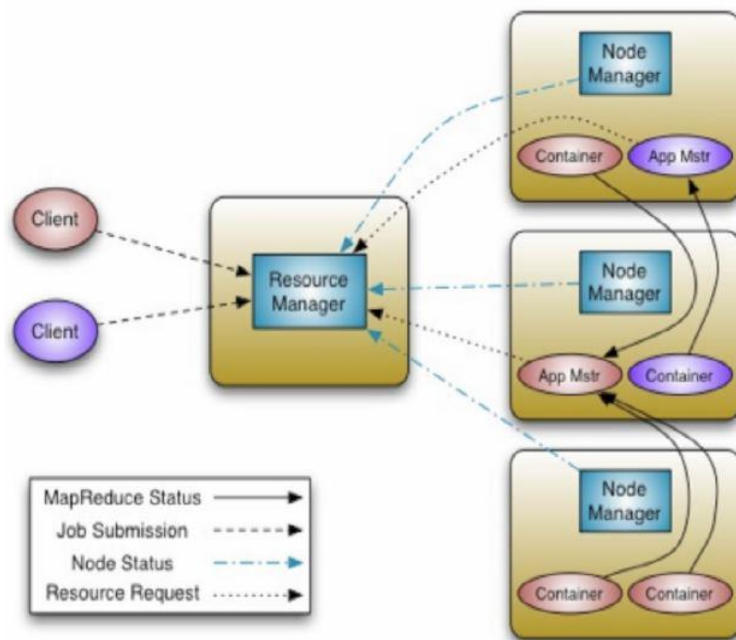 Node
Manager
Container
App Mstr
Client
Resource
Manager
Client
Node
Manager
App Mstr
Container
MapReduce Status
Job Submission
Node Status
Resource Request
Node
Manager
Container
Container